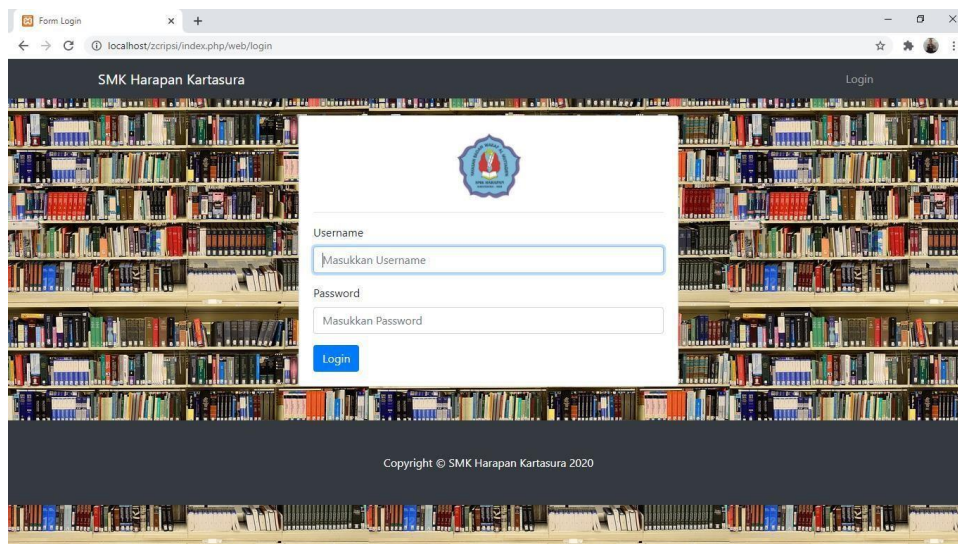 Form Login
localhost/zcripsi/index.php/web/login
SMK Harapan Kartasura
Login
Username
Masukkan Username
Password
Masukkan Password
Login
Copyright © SMK Harapan Kartasura 2020